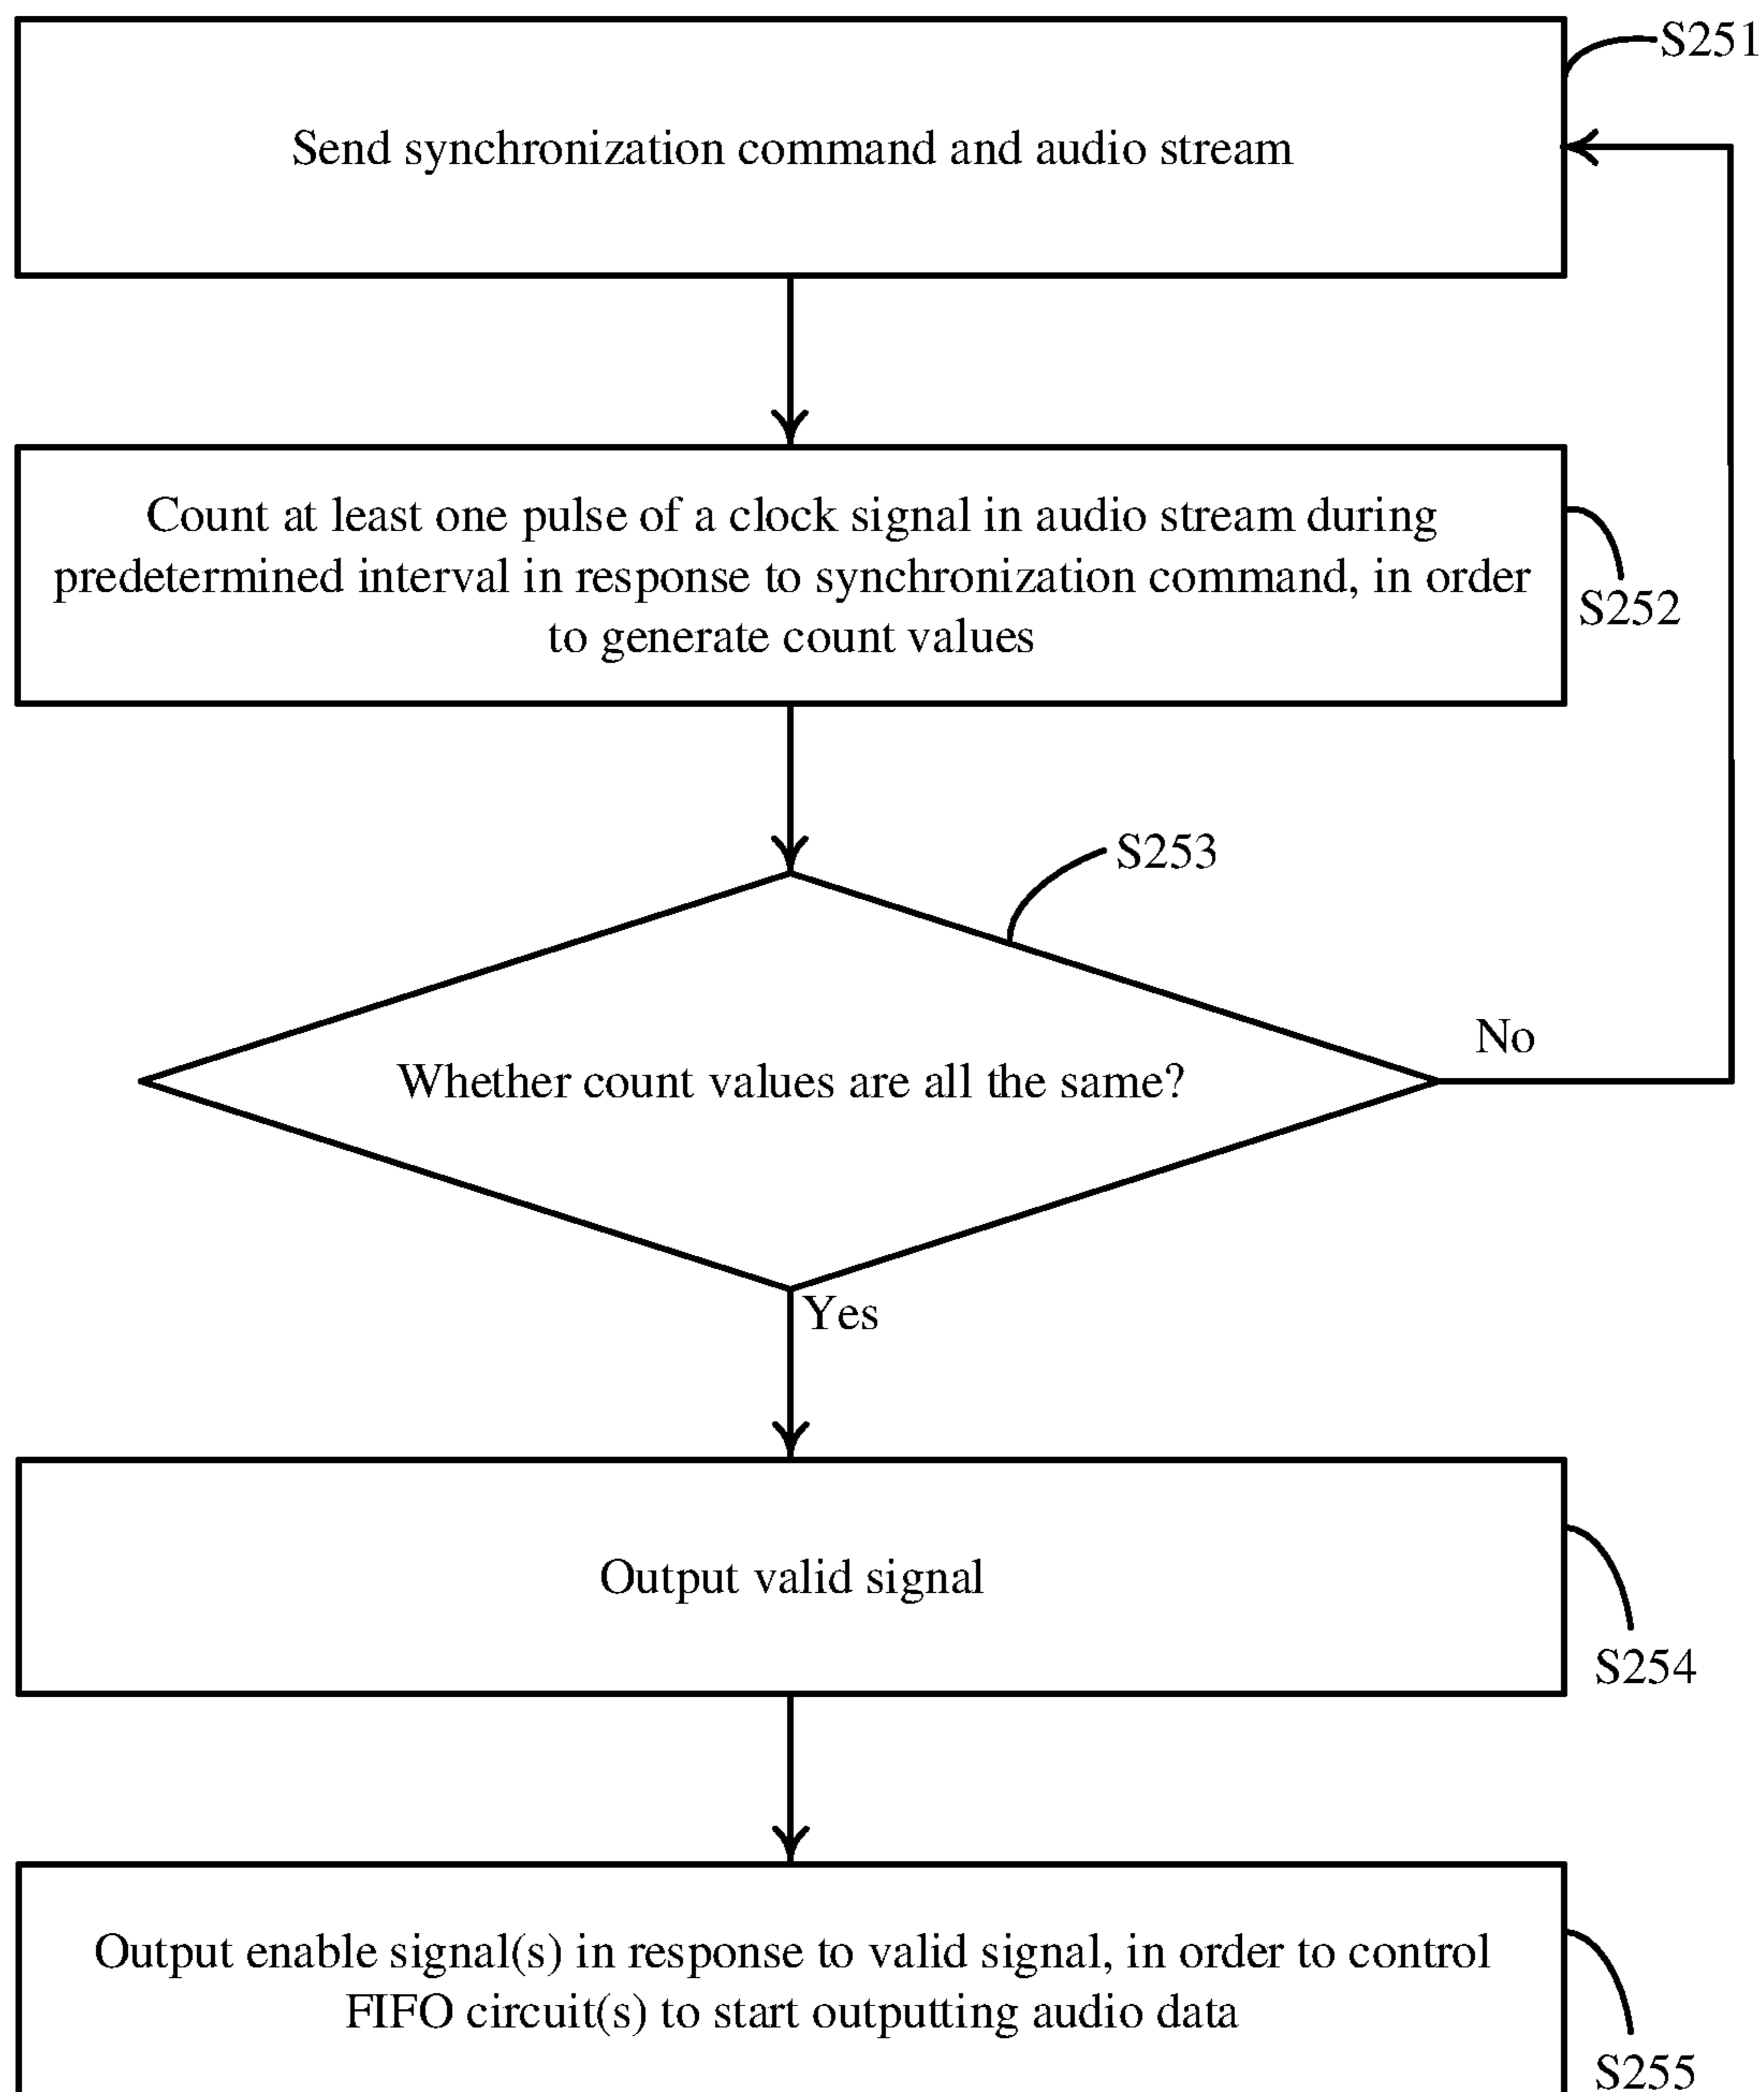 S251
Send synchronization command and audio stream
Count at least one pulse of a clock signal in audio stream during
predetermined interval in response to synchronization command, in order
to generate count values
S252
S253
Whether count values are all the same?
No
Yes
Output valid signal
S254
Output enable signal(s) in response to valid signal, in order to control
FIFO circuit(s) to start outputting audio data
S255